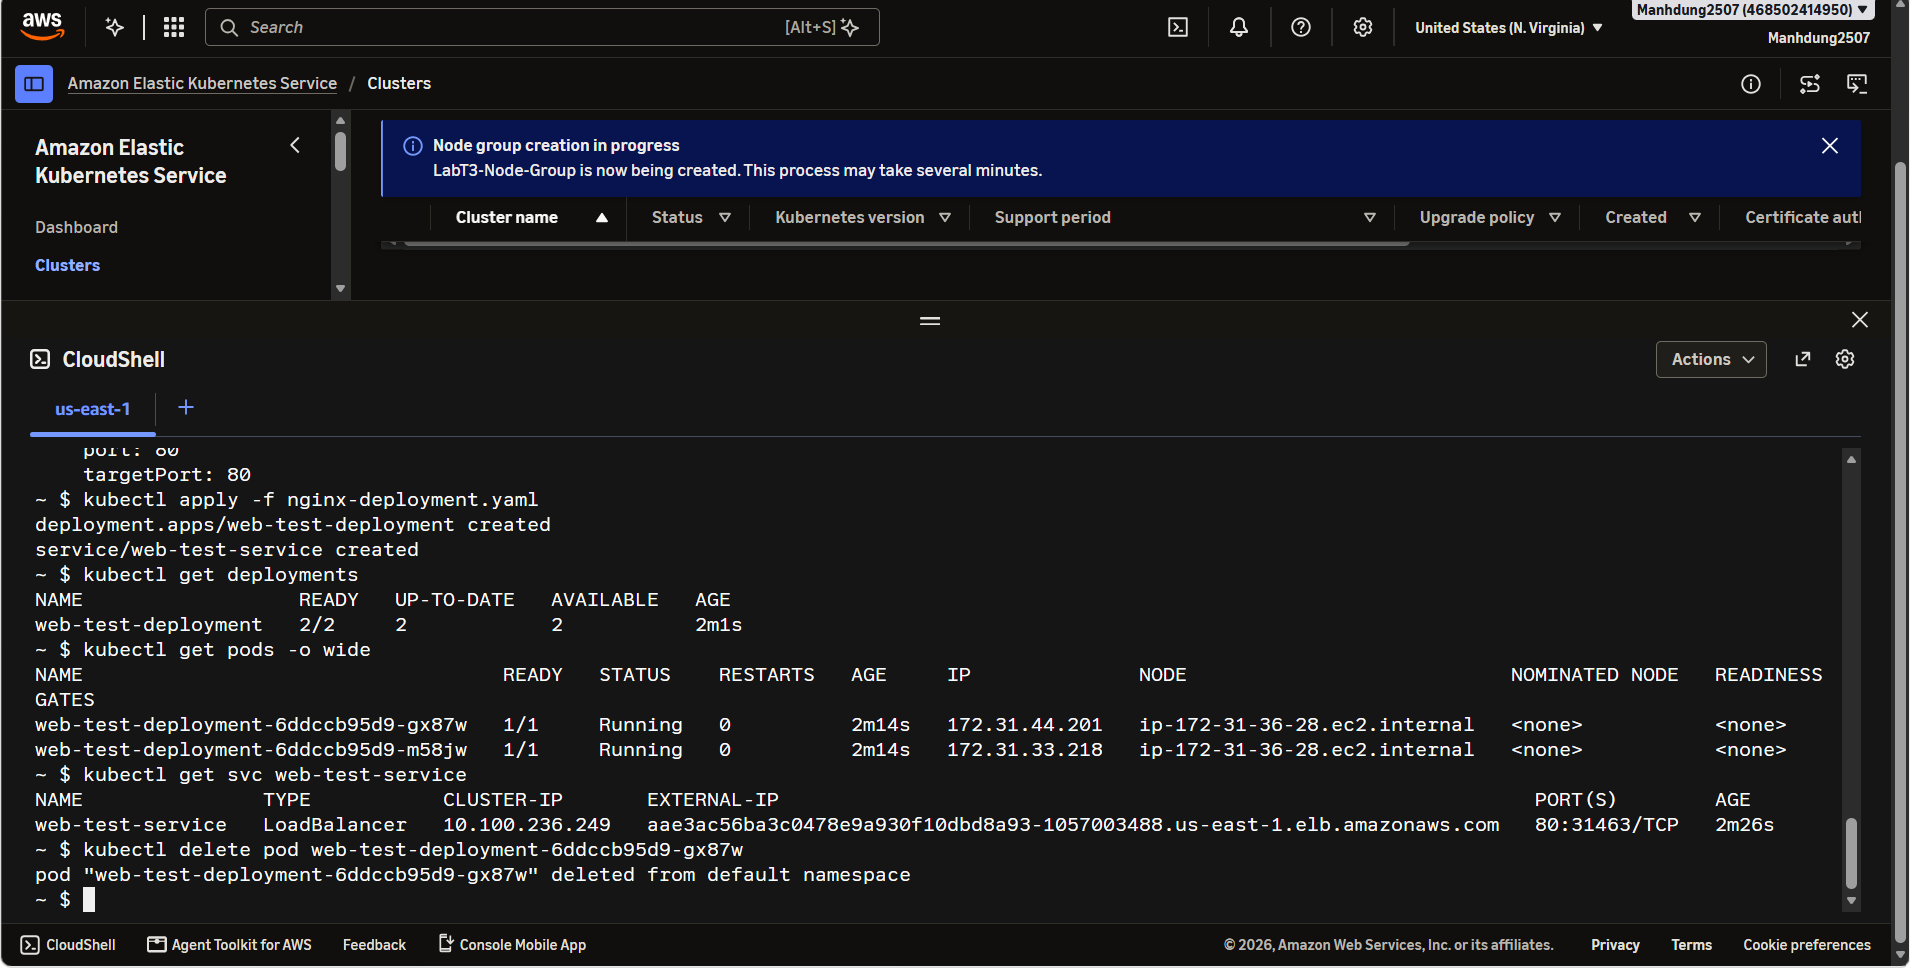 aws
Search [Alt+S]
United States (N. Virginia)
Manhdung2507 (468502414950)
Manhdung2507
Amazon Elastic Kubernetes Service / Clusters
Amazon Elastic
Kubernetes Service
Dashboard
Clusters
Node group creation in progress
LabT3-Node-Group is now being created. This process may take several minutes.
Cluster name Status Kubernetes version Support period Upgrade policy Created Certificate aut
CloudShell
Actions
us-east-1 +
port: 80
targetPort: 80
~ $ kubectl apply -f nginx-deployment.yaml
deployment.apps/web-test-deployment created
service/web-test-service created
~ $ kubectl get deployments
NAME READY UP-TO-DATE AVAILABLE AGE
web-test-deployment 2/2 2 2 2m1s
~ $ kubectl get pods -o wide
NAME READY STATUS RESTARTS AGE IP NODE NOMINATED NODE READINESS
GATES
web-test-deployment-6ddccb95d9-gx87w 1/1 Running 0 2m14s 172.31.44.201 ip-172-31-36-28.ec2.internal <none> <none>
web-test-deployment-6ddccb95d9-m58jw 1/1 Running 0 2m14s 172.31.33.218 ip-172-31-36-28.ec2.internal <none> <none>
~ $ kubectl get svc web-test-service
NAME TYPE CLUSTER-IP EXTERNAL-IP PORT(S) AGE
web-test-service LoadBalancer 10.100.236.249 aae3ac56ba3c0478e9a930f10dbd8a93-1057003488.us-east-1.elb.amazonaws.com 80:31463/TCP 2m26s
~ $ kubectl delete pod web-test-deployment-6ddccb95d9-gx87w
pod "web-test-deployment-6ddccb95d9-gx87w" deleted from default namespace
~ $
CloudShell Agent Toolkit for AWS Feedback Console Mobile App © 2026, Amazon Web Services, Inc. or its affiliates. Privacy Terms Cookie preferences